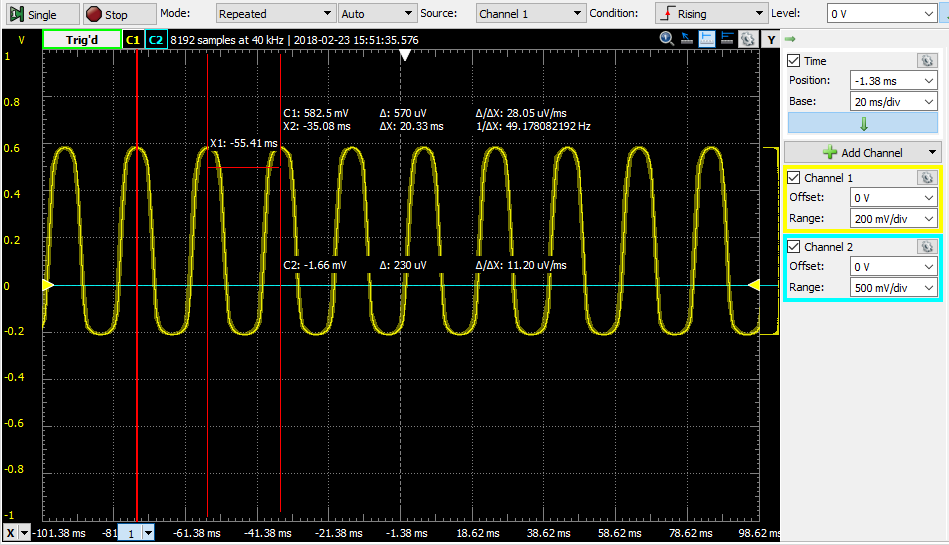 Single Stop Mode: Repeated Auto Source: Channel 1 Condition: Rising Level: 0 V
V Trig'd C1 C2 8192 samples at 40 kHz | 2018-02-23 15:51:35.576 Y
1
0.8
0.6
0.4
0.2
0
-0.2
-0.4
-0.6
-0.8
-1
C1: 582.5 mV Δ: 570 uV Δ/ΔX: 28.05 uV/ms
X2: -35.08 ms ΔX: 20.33 ms 1/ΔX: 49.178082192 Hz
X1: -55.41 ms
C2: -1.66 mV Δ: 230 uV Δ/ΔX: 11.20 uV/ms
X -101.38 ms -81 1 -61.38 ms -41.38 ms -21.38 ms -1.38 ms 18.62 ms 38.62 ms 58.62 ms 78.62 ms 98.62 ms
Time
Position: -1.38 ms
Base: 20 ms/div
Add Channel
Channel 1
Offset: 0 V
Range: 200 mV/div
Channel 2
Offset: 0 V
Range: 500 mV/div